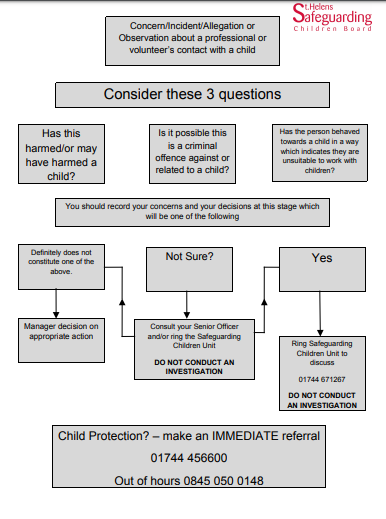 St.Helens
Safeguarding
Children Board
Concern/Incident/Allegation or
Observation about a professional or
volunteer's contact with a child
Consider these 3 questions
Has this
harmed/or may
have harmed a
child?
Is it possible this
is a criminal
offence against or
related to a child?
Has the person behaved
towards a child in a way
which indicates they are
unsuitable to work with
children?
You should record your concerns and your decisions at this stage which
will be one of the following
Definitely does not
constitute one of the
above.
Not Sure?
Yes
Manager decision on
appropriate action
Consult your Senior Officer
and/or ring the Safeguarding
Children Unit
DO NOT CONDUCT AN
INVESTIGATION
Ring Safeguarding
Children Unit to
discuss
01744 671267
DO NOT CONDUCT
AN INVESTIGATION
Child Protection? – make an IMMEDIATE referral
01744 456600
Out of hours 0845 050 0148